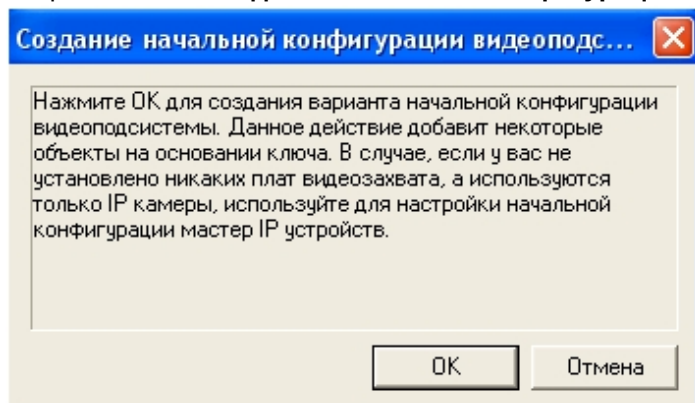 Создание начальной конфигурации видеоподс...
Нажмите ОК для создания варианта начальной конфигурации
видеоподсистемы. Данное действие добавит некоторые
объекты на основании ключа. В случае, если у вас не
установлено никаких плат видеозахвата, а используются
только IP камеры, используйте для настройки начальной
конфигурации мастер IP устройств.
ОК
Отмена